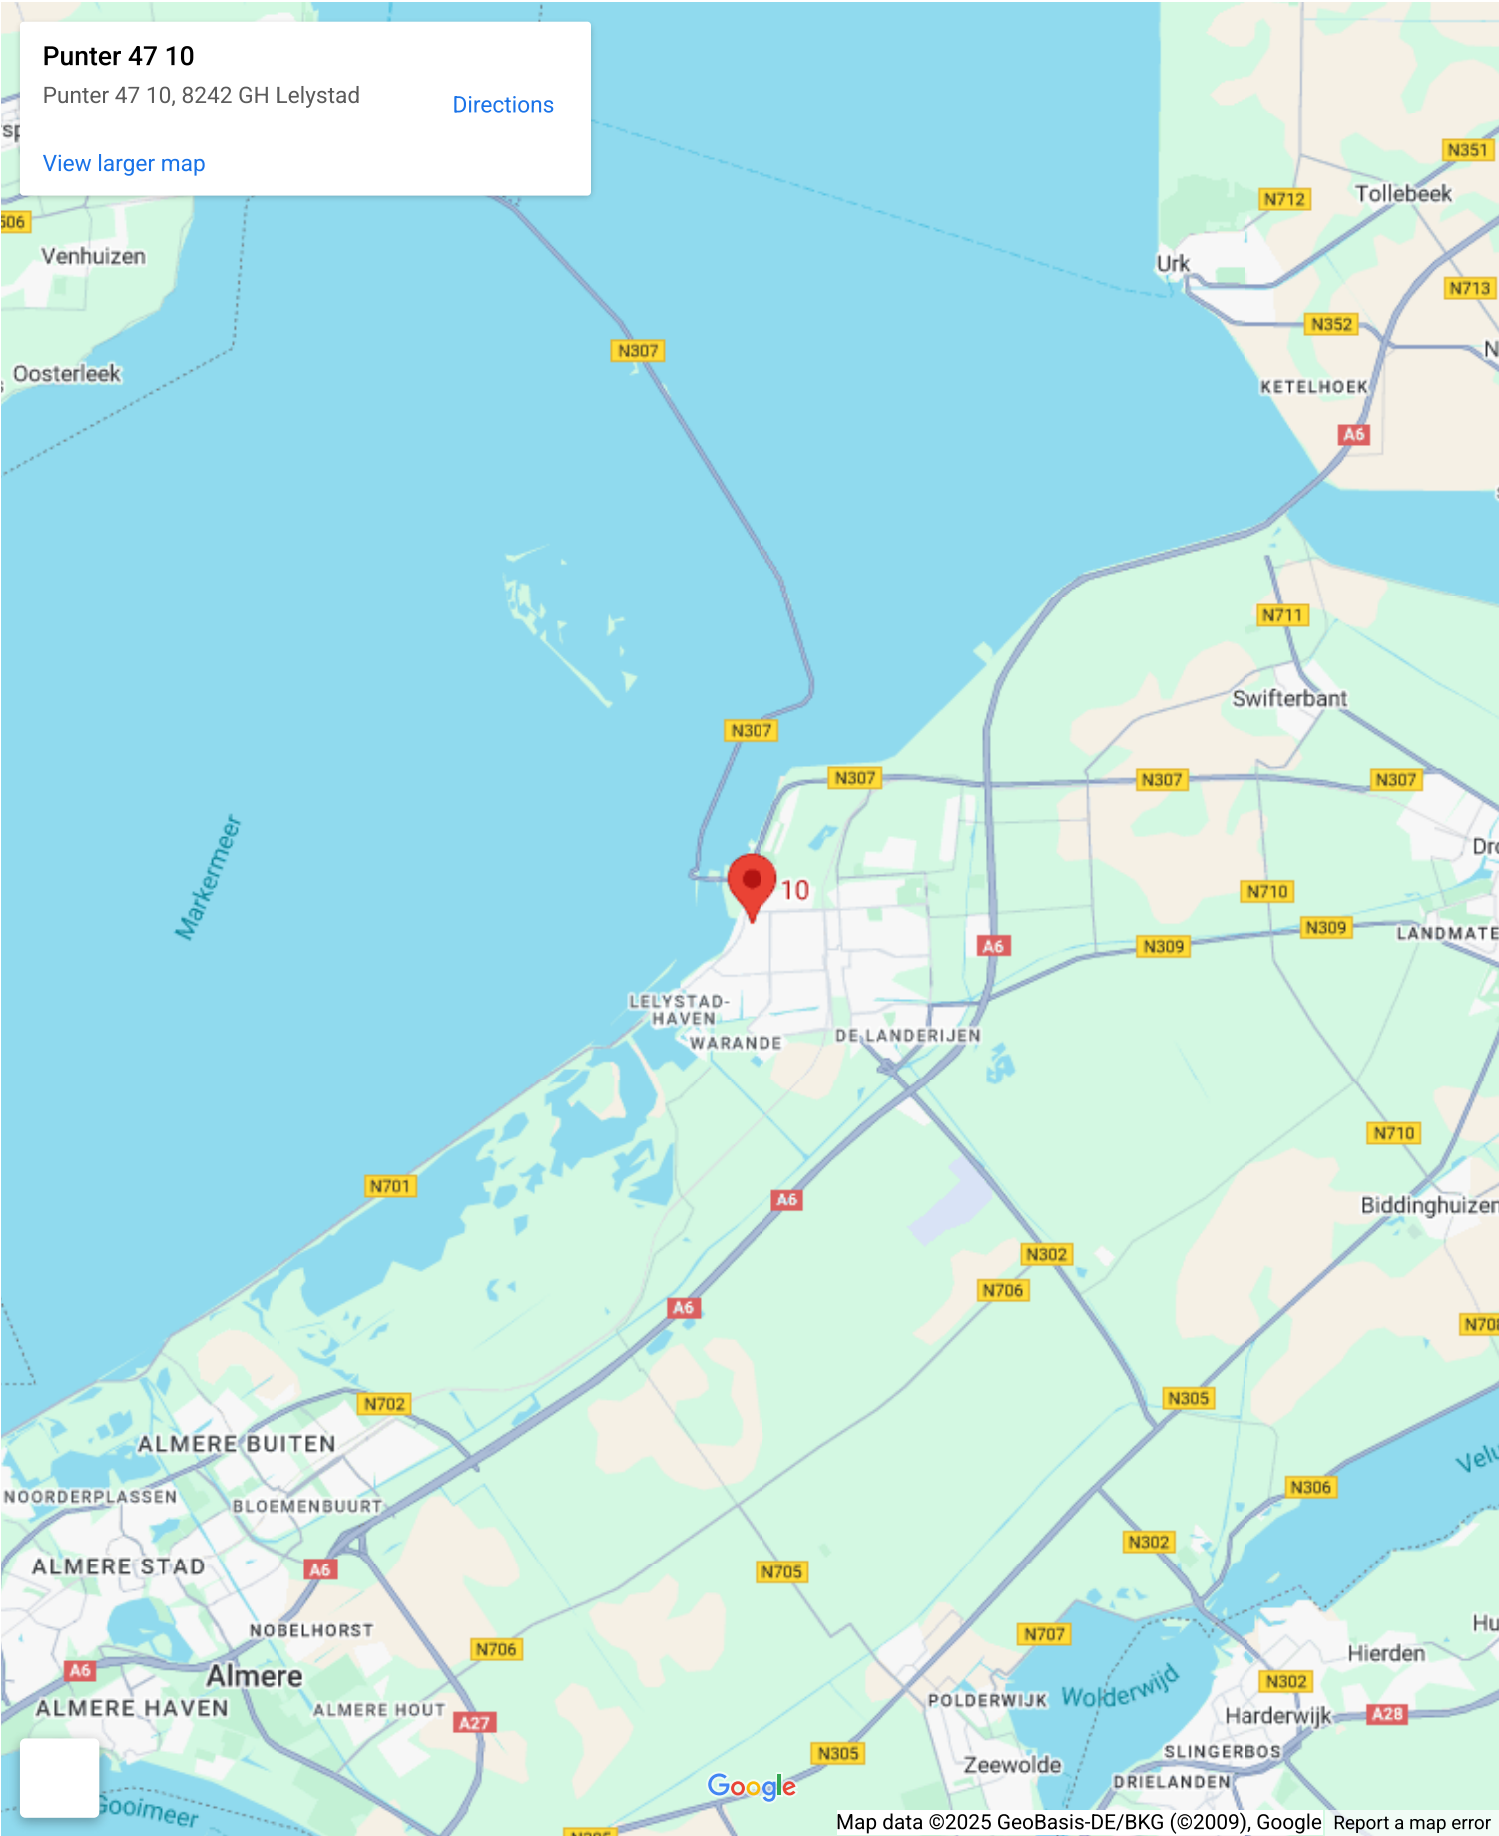 Punter 47 10
Punter 47 10, 8242 GH Lelystad
Directions
View larger map
N351
N712
Tollebeek
Venhuizen
Urk
N713
N352
N307
Oosterleek
KETELHOEK
A6
N711
Swifterbant
N307
N307
N307
N307
Markermeer
10
N710
N309
N309
A6
LELYSTAD-
HAVEN
WARANDE
DE LANDERIJEN
N710
N701
A6
Biddinghuizen
N302
N706
A6
N305
N702
ALMERE BUITEN
NOORDERPLASSEN
BLOEMENBUURT
N306
N302
ALMERE STAD
A6
N705
NOBELHORST
N706
N707
Hierden
A6
Almere
N302
ALMERE HAVEN
ALMERE HOUT
A27
POLDERWIJK
Wolderwijd
Harderwijk
A28
SLINGERBOS
N305
Zeewolde
DRIELANDEN
Google
Gooimeer
Map data ©2025 GeoBasis-DE/BKG (©2009), Google
Report a map error